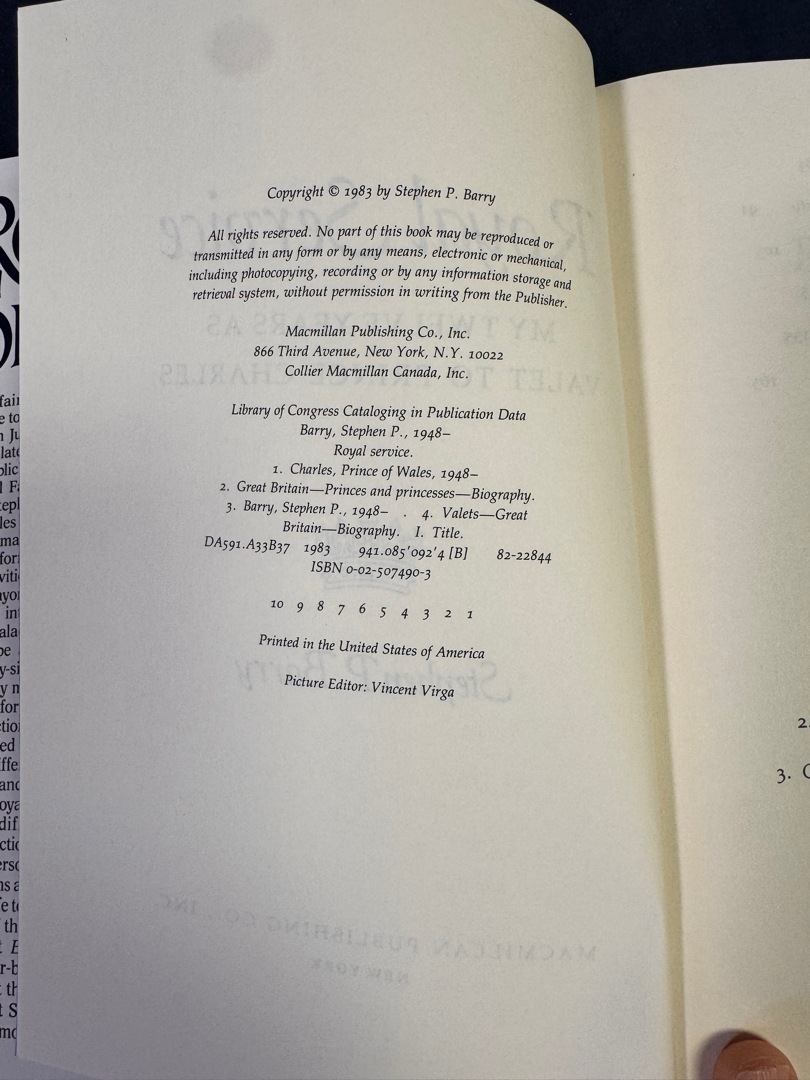 Copyright © 1983 by Stephen P. Barry
All rights reserved. No part of this book may be reproduced or
transmitted in any form or by any means, electronic or mechanical,
including photocopying, recording or by any information storage and
retrieval system, without permission in writing from the Publisher.
Macmillan Publishing Co., Inc.
866 Third Avenue, New York, N.Y. 10022
Collier Macmillan Canada, Inc.
Library of Congress Cataloging in Publication Data
Barry, Stephen P., 1948–
Royal service.
1. Charles, Prince of Wales, 1948–
2. Great Britain—Princes and princesses—Biography.
3. Barry, Stephen P., 1948– . 4. Valets—Great
Britain—Biography. I. Title.
DA591.A33B37 1983 941.085'092'4 [B] 82-22844
ISBN 0-02-507490-3
10 9 8 7 6 5 4 3 2 1
Printed in the United States of America
Picture Editor: Vincent Virga
2.
3.